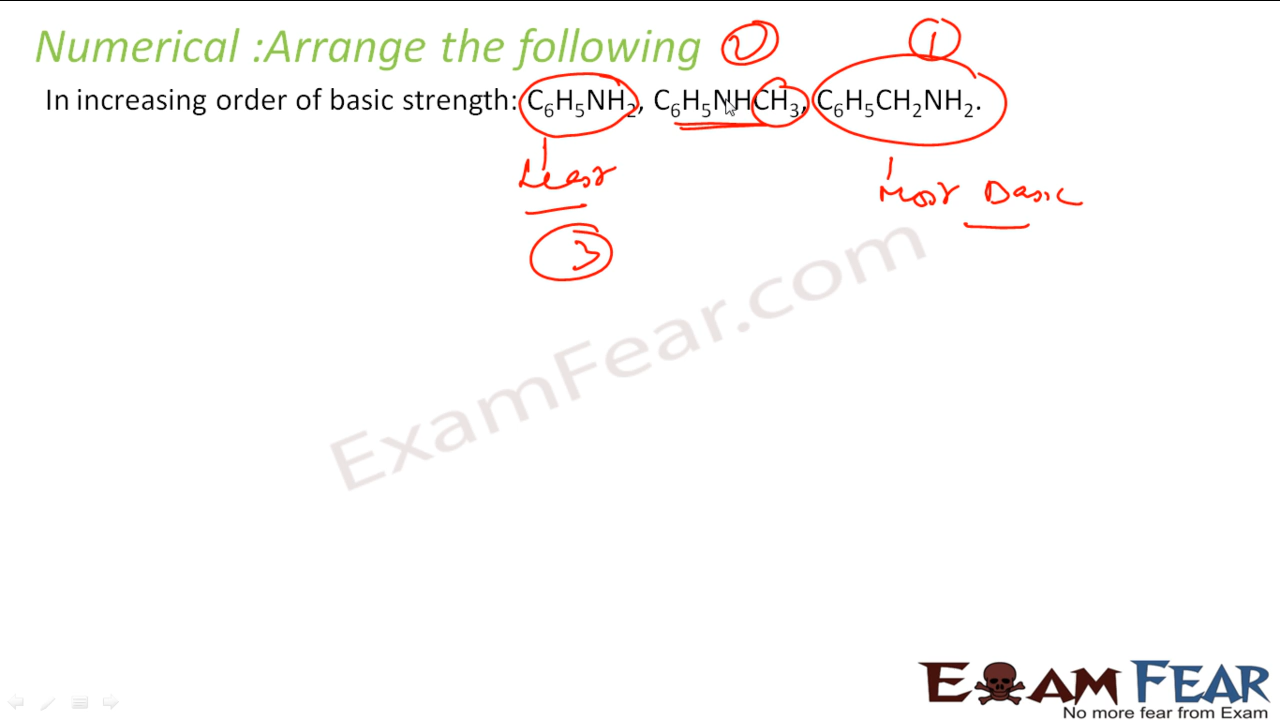 Numerical :Arrange the following
2
1
In increasing order of basic strength: C₆H₅NH₂, C₆H₅NHCH₃, C₆H₅CH₂NH₂.
Least
Most Basic
3
ExamFear.com
EXAM FEAR
No more fear from Exam